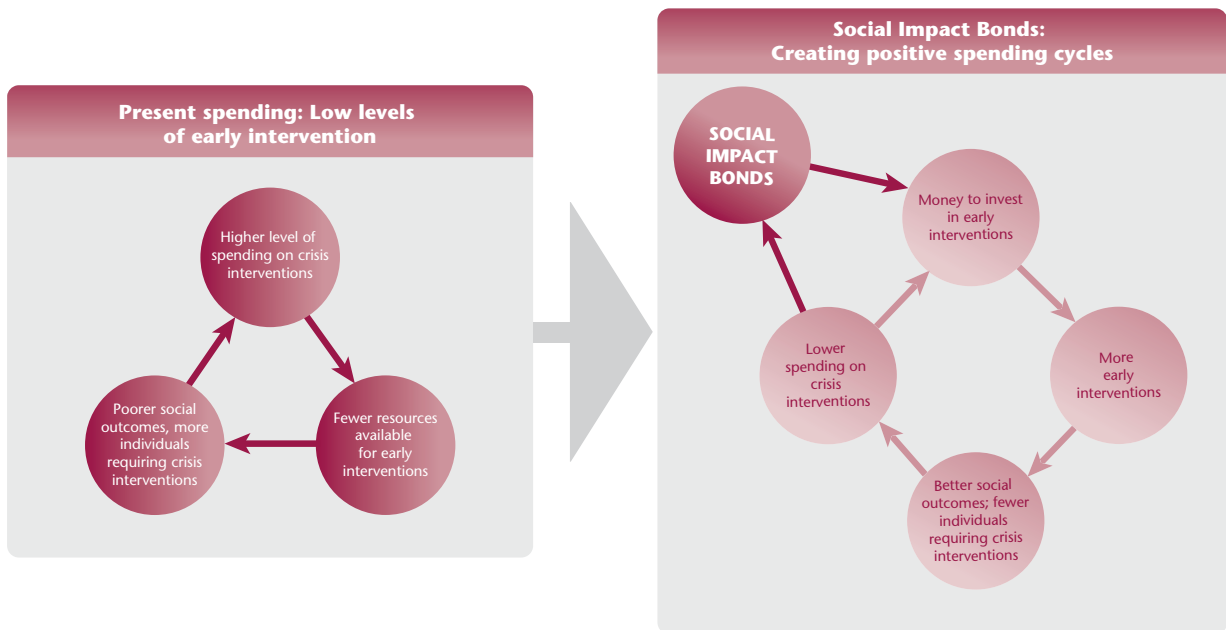 Present spending: Low levels
of early intervention
Higher level of
spending on crisis
interventions
Poorer social
outcomes, more
individuals
requiring crisis
interventions
Fewer resources
available
for early
interventions
Social Impact Bonds:
Creating positive spending cycles
SOCIAL
IMPACT
BONDS
Money to invest
in early
interventions
Lower
spending on
crisis
interventions
More
early
interventions
Better social
outcomes; fewer
individuals
requiring crisis
interventions